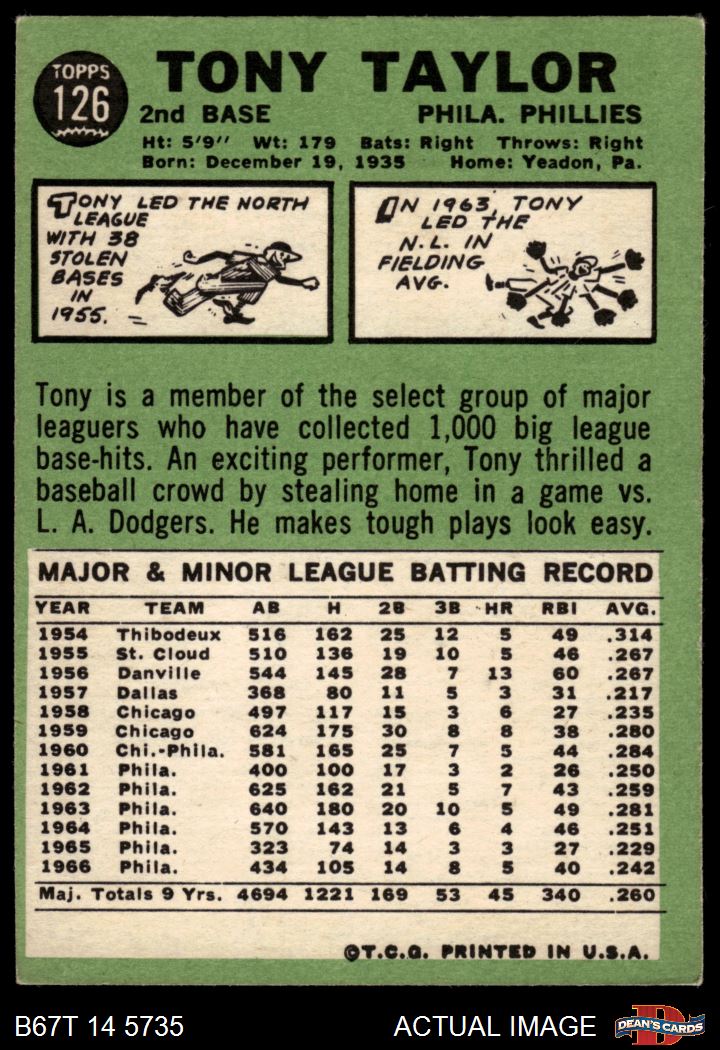 TOPPS
126
TONY TAYLOR
2nd BASE PHILA. PHILLIES
Ht: 5'9" Wt: 179 Bats: Right Throws: Right
Born: December 19, 1935 Home: Yeadon, Pa.
TONY LED THE NORTH
LEAGUE
WITH 38
STOLEN
BASES
IN
1955.
IN 1963, TONY
LED THE
N.L. IN
FIELDING
AVG.
Tony is a member of the select group of major
leaguers who have collected 1,000 big league
base-hits. An exciting performer, Tony thrilled a
baseball crowd by stealing home in a game vs.
L. A. Dodgers. He makes tough plays look easy.
MAJOR & MINOR LEAGUE BATTING RECORD
YEAR TEAM AB H 2B 3B HR RBI AVG.
1954 Thibodeux 516 162 25 12 5 49 .314
1955 St. Cloud 510 136 19 10 5 46 .267
1956 Danville 544 145 28 7 13 60 .267
1957 Dallas 368 80 11 5 3 31 .217
1958 Chicago 497 117 15 3 6 27 .235
1959 Chicago 624 175 30 8 8 38 .280
1960 Chi.-Phila. 581 165 25 7 5 44 .284
1961 Phila. 400 100 17 3 2 26 .250
1962 Phila. 625 162 21 5 7 43 .259
1963 Phila. 640 180 20 10 5 49 .281
1964 Phila. 570 143 13 6 4 46 .251
1965 Phila. 323 74 14 3 3 27 .229
1966 Phila. 434 105 14 8 5 40 .242
Maj. Totals 9 Yrs. 4694 1221 169 53 45 340 .260
©T.C.G. PRINTED IN U.S.A.
B67T 14 5735 ACTUAL IMAGE
D
DEAN'S CARDS